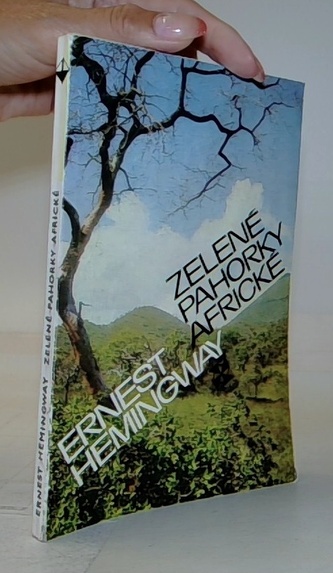 ZELENÉ
PAHORKY
AFRICKÉ
ERNEST
HEMINGWAY
ERNEST HEMINGWAY ZELENÉ PAHORKY AFRICKÉ